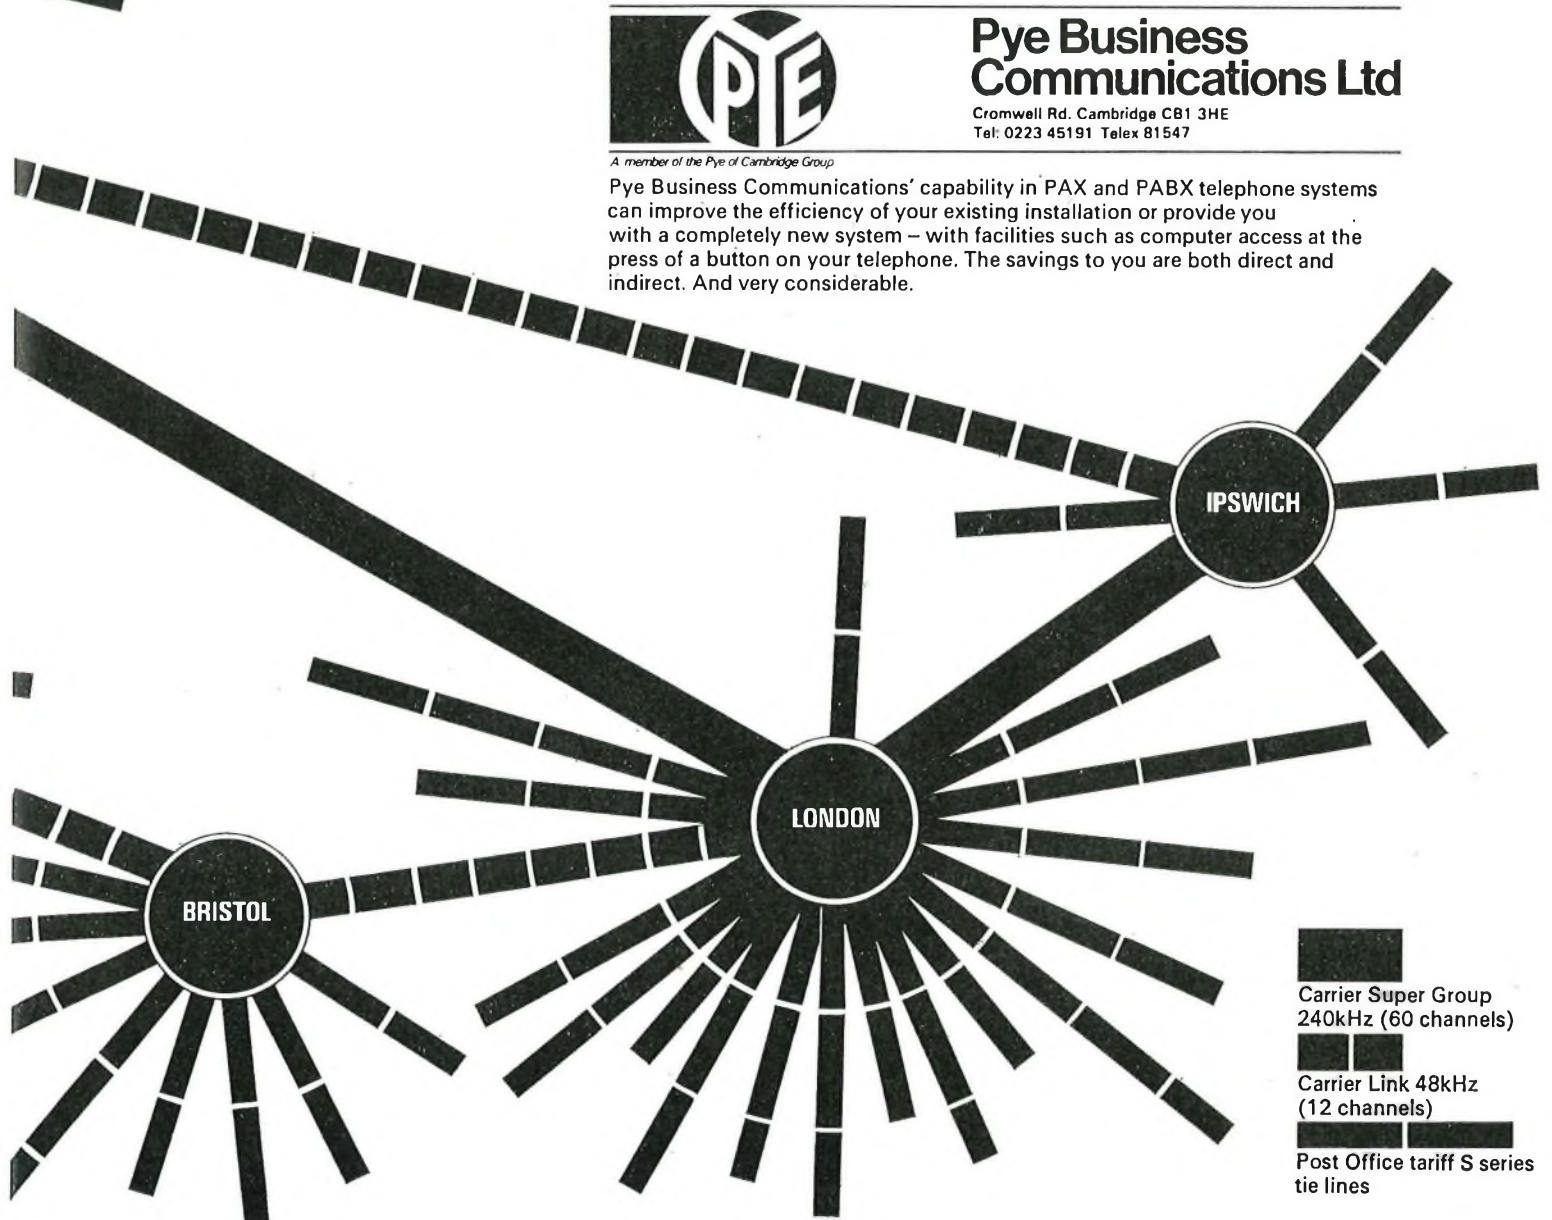 PYE
Pye Business
Communications Ltd
Cromwell Rd. Cambridge CB1 3HE
Tel: 0223 45191 Telex 81547
A member of the Pye of Cambridge Group
Pye Business Communications' capability in PAX and PABX telephone systems
can improve the efficiency of your existing installation or provide you
with a completely new system – with facilities such as computer access at the
press of a button on your telephone. The savings to you are both direct and
indirect. And very considerable.
IPSWICH
LONDON
BRISTOL
Carrier Super Group
240kHz (60 channels)
Carrier Link 48kHz
(12 channels)
Post Office tariff S series
tie lines